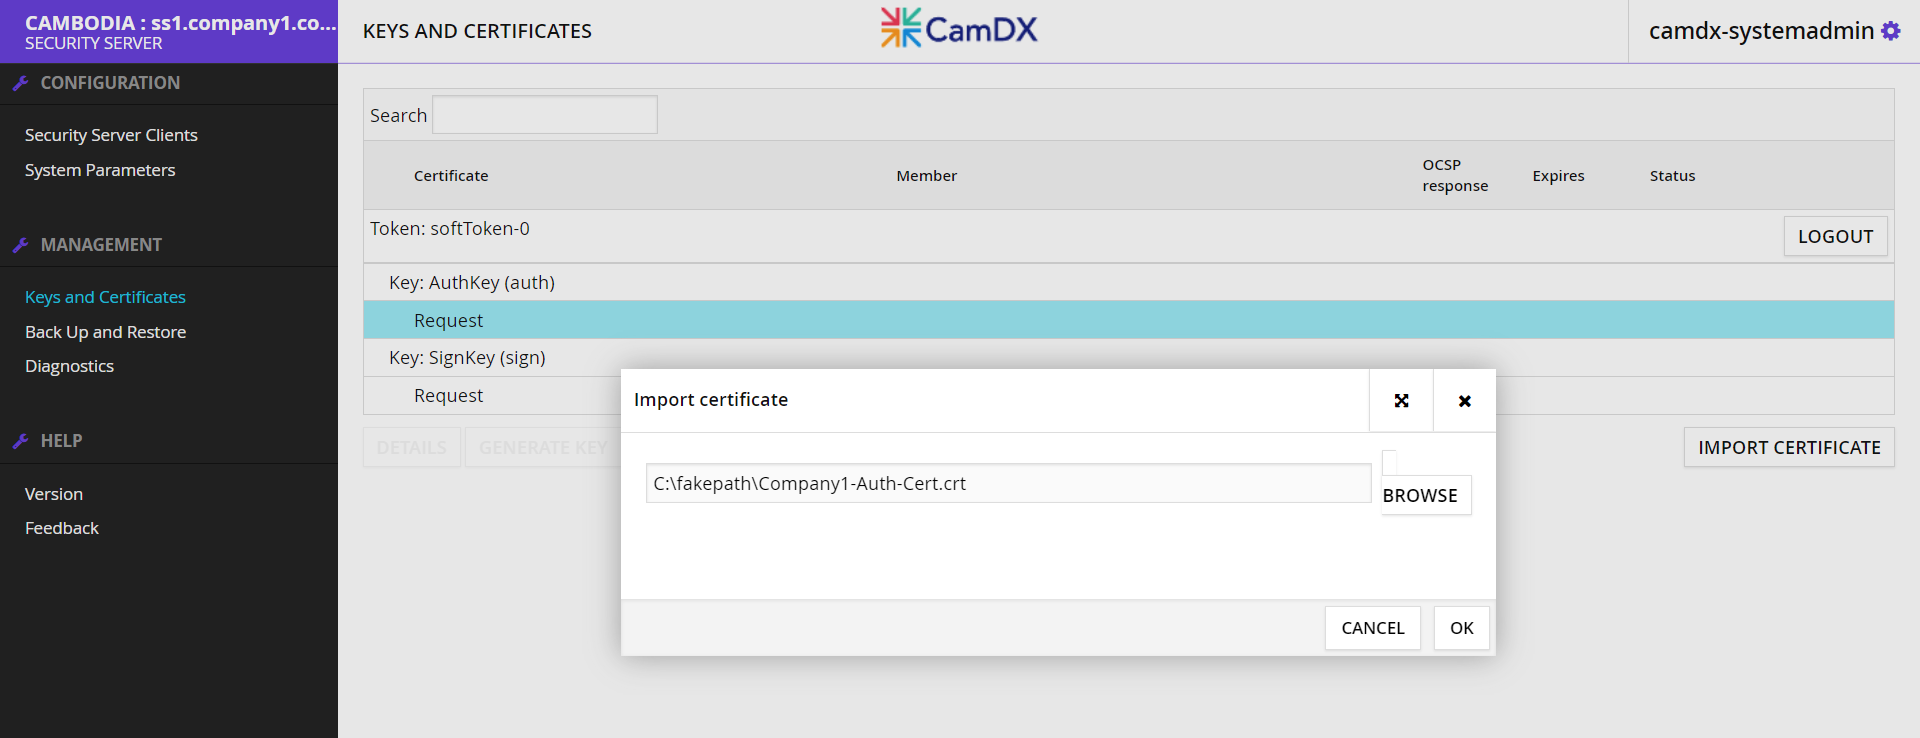 CAMBODIA : ss1.company1.co...
SECURITY SERVER
KEYS AND CERTIFICATES
CamDX
camdx-systemadmin
CONFIGURATION
Security Server Clients
System Parameters
MANAGEMENT
Keys and Certificates
Back Up and Restore
Diagnostics
HELP
Version
Feedback
Search
Certificate Member OCSP response Expires Status
Token: softToken-0
LOGOUT
Key: AuthKey (auth)
Request
Key: SignKey (sign)
Request
DETAILS GENERATE KEY IMPORT CERTIFICATE
Import certificate
C:\fakepath\Company1-Auth-Cert.crt
BROWSE
CANCEL OK